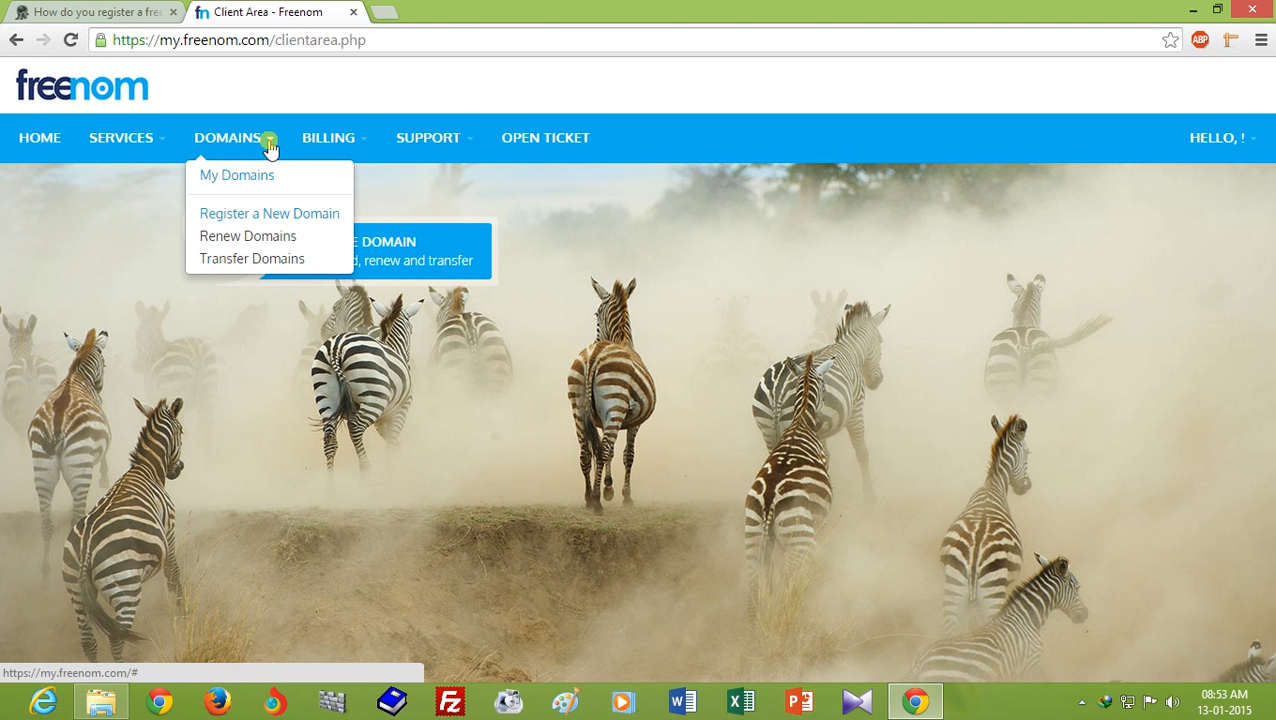 How do you register a free
Client Area - Freenom
https://my.freenom.com/clientarea.php
ABP
freenom
HOME
SERVICES
DOMAINS
BILLING
SUPPORT
OPEN TICKET
HELLO, !
My Domains
Register a New Domain
Renew Domains
Transfer Domains
E DOMAIN
d, renew and transfer
https://my.freenom.com/#
08:53 AM
13-01-2015